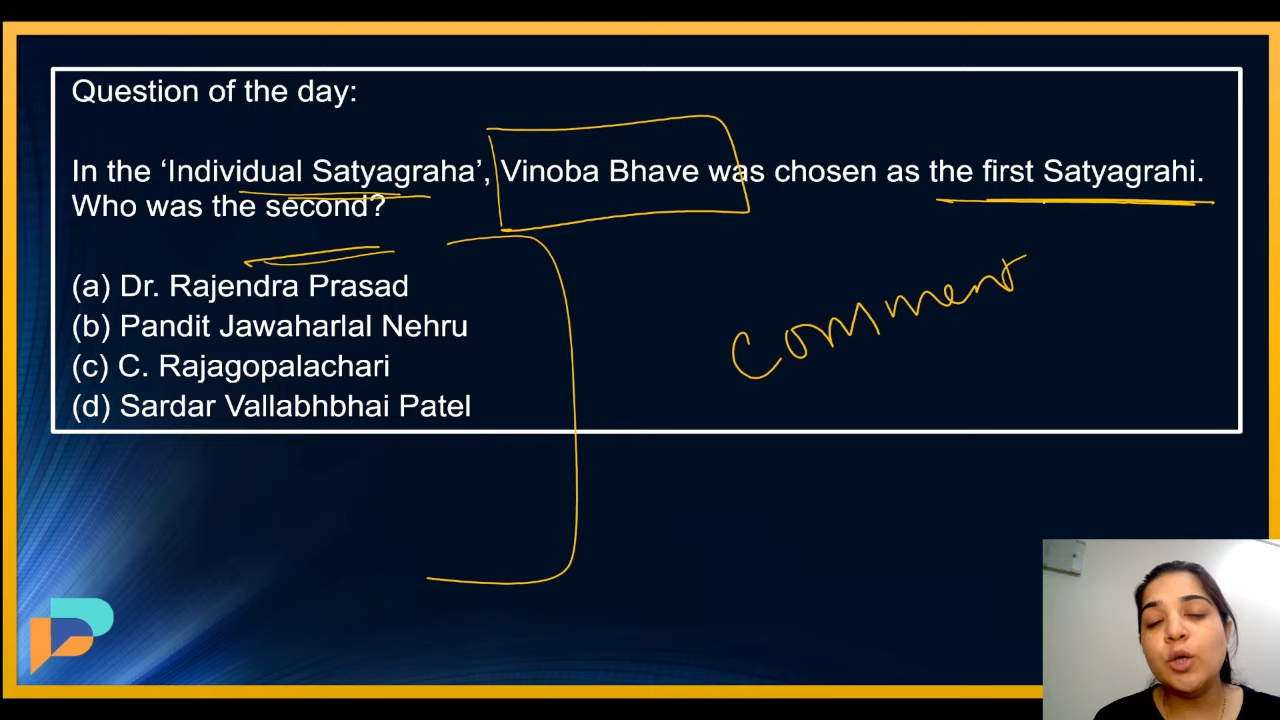 Question of the day:
In the ‘Individual Satyagraha’, Vinoba Bhave was chosen as the first Satyagrahi.
Who was the second?
(a) Dr. Rajendra Prasad
(b) Pandit Jawaharlal Nehru
(c) C. Rajagopalachari
(d) Sardar Vallabhbhai Patel
Comment